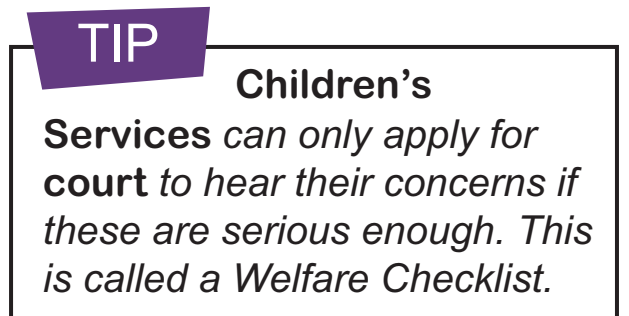 TIP
Children’s
Services can only apply for
court to hear their concerns if
these are serious enough. This
is called a Welfare Checklist.